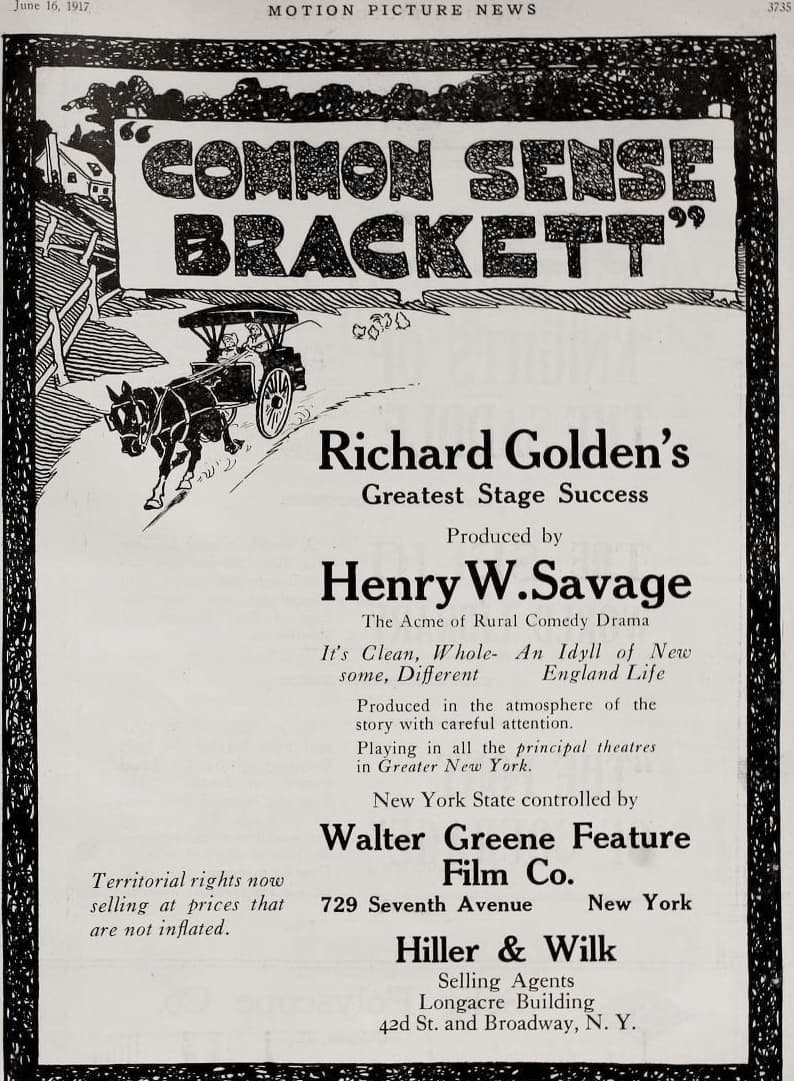 June 16, 1917
MOTION PICTURE NEWS
3735
"COMMON SENSE
BRACKETT"
Richard Golden's
Greatest Stage Success
Produced by
Henry W. Savage
The Acme of Rural Comedy Drama
It's Clean, Whole-
some, Different
An Idyll of New
England Life
Produced in the atmosphere of the
story with careful attention.
Playing in all the principal theatres
in Greater New York.
New York State controlled by
Walter Greene Feature
Film Co.
729 Seventh Avenue New York
Territorial rights now
selling at prices that
are not inflated.
Hiller & Wilk
Selling Agents
Longacre Building
42d St. and Broadway, N. Y.